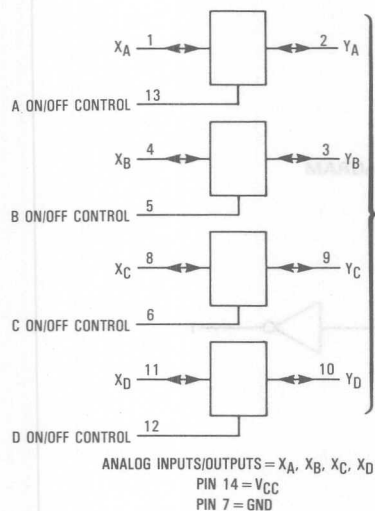 X_A 1 2 Y_A
A ON/OFF CONTROL 13
X_B 4 3 Y_B
B ON/OFF CONTROL 5
X_C 8 9 Y_C
C ON/OFF CONTROL 6
X_D 11 10 Y_D
D ON/OFF CONTROL 12
ANALOG INPUTS/OUTPUTS = X_A, X_B, X_C, X_D
PIN 14 = V_CC
PIN 7 = GND